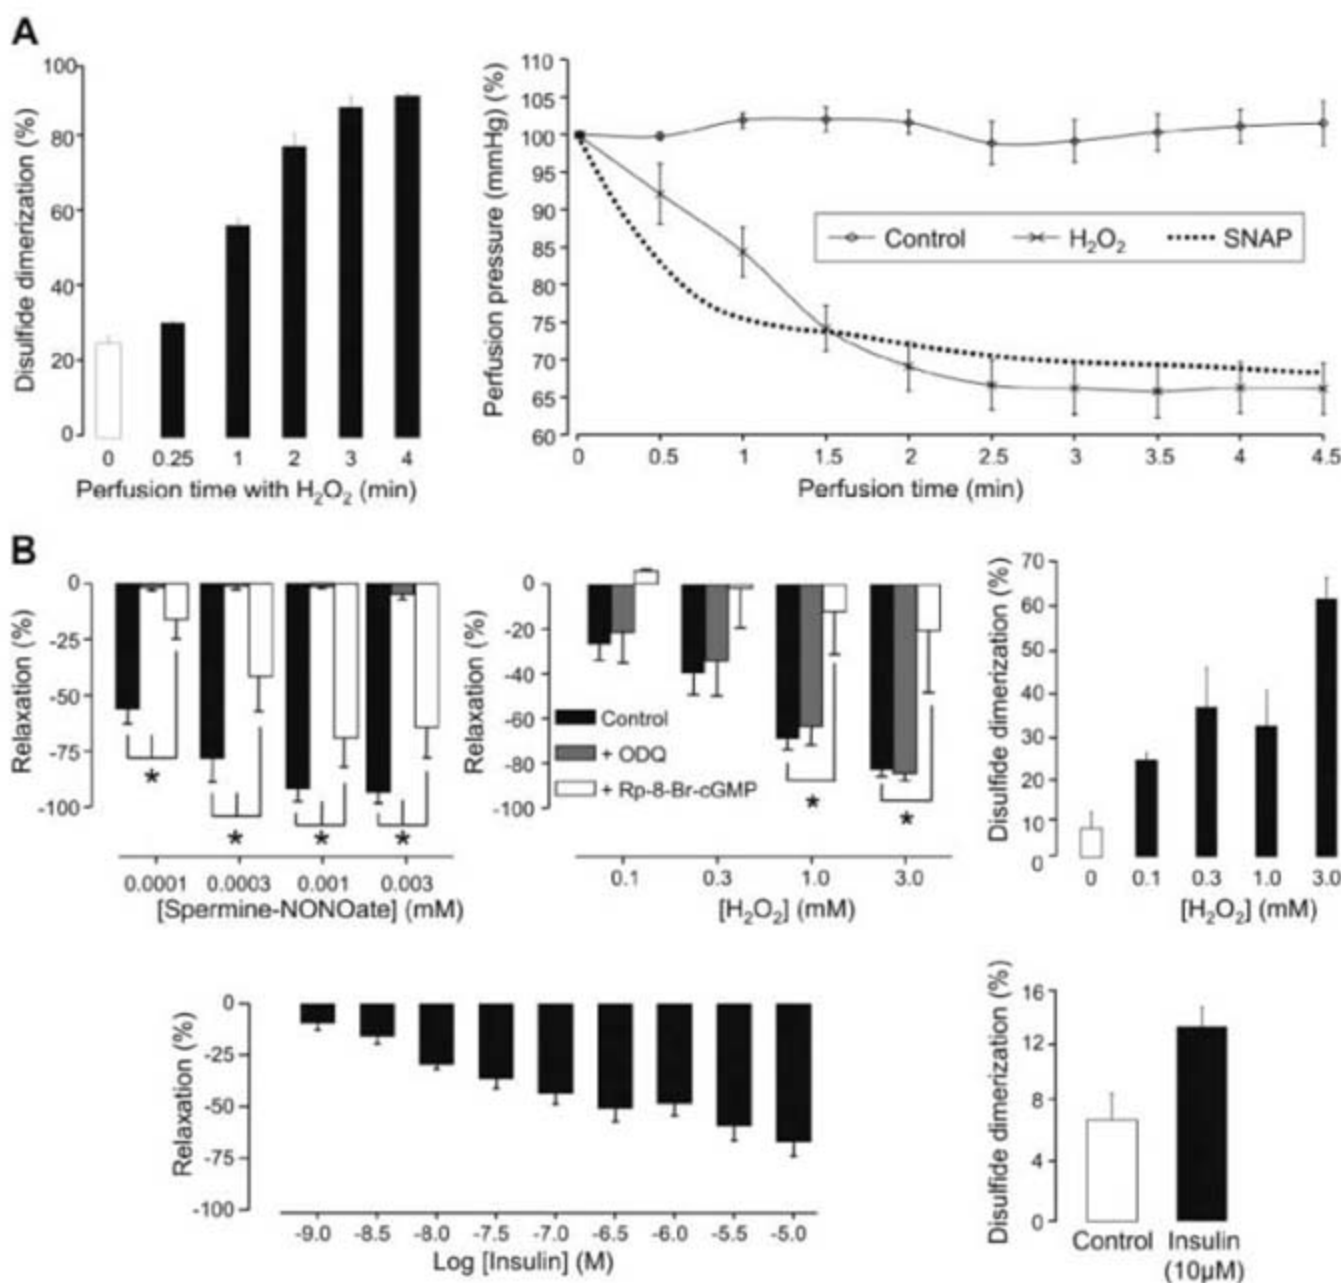 A
Disulfide dimerization (%)
100
80
60
40
20
0
0 0.25 1 2 3 4
Perfusion time with H₂O₂ (min)
Perfusion pressure (mmHg) (%)
110
105
100
95
90
85
80
75
70
65
60
Control H₂O₂ SNAP
0 0.5 1 1.5 2 2.5 3 3.5 4 4.5
Perfusion time (min)
B
Relaxation (%)
0
-25
-50
-75
-100
* * * *
0.0001 0.0003 0.001 0.003
[Spermine-NONOate] (mM)
Relaxation (%)
0
-20
-40
-60
-80
-100
Control
+ ODQ
+ Rp-8-Br-cGMP
* *
0.1 0.3 1.0 3.0
[H₂O₂] (mM)
Disulfide dimerization (%)
70
60
50
40
30
20
10
0
0 0.1 0.3 1.0 3.0
[H₂O₂] (mM)
Relaxation (%)
0
-25
-50
-75
-100
-9.0 -8.5 -8.0 -7.5 -7.0 -6.5 -6.0 -5.5 -5.0
Log [Insulin] (M)
Disulfide dimerization (%)
16
12
8
4
0
Control Insulin
(10µM)